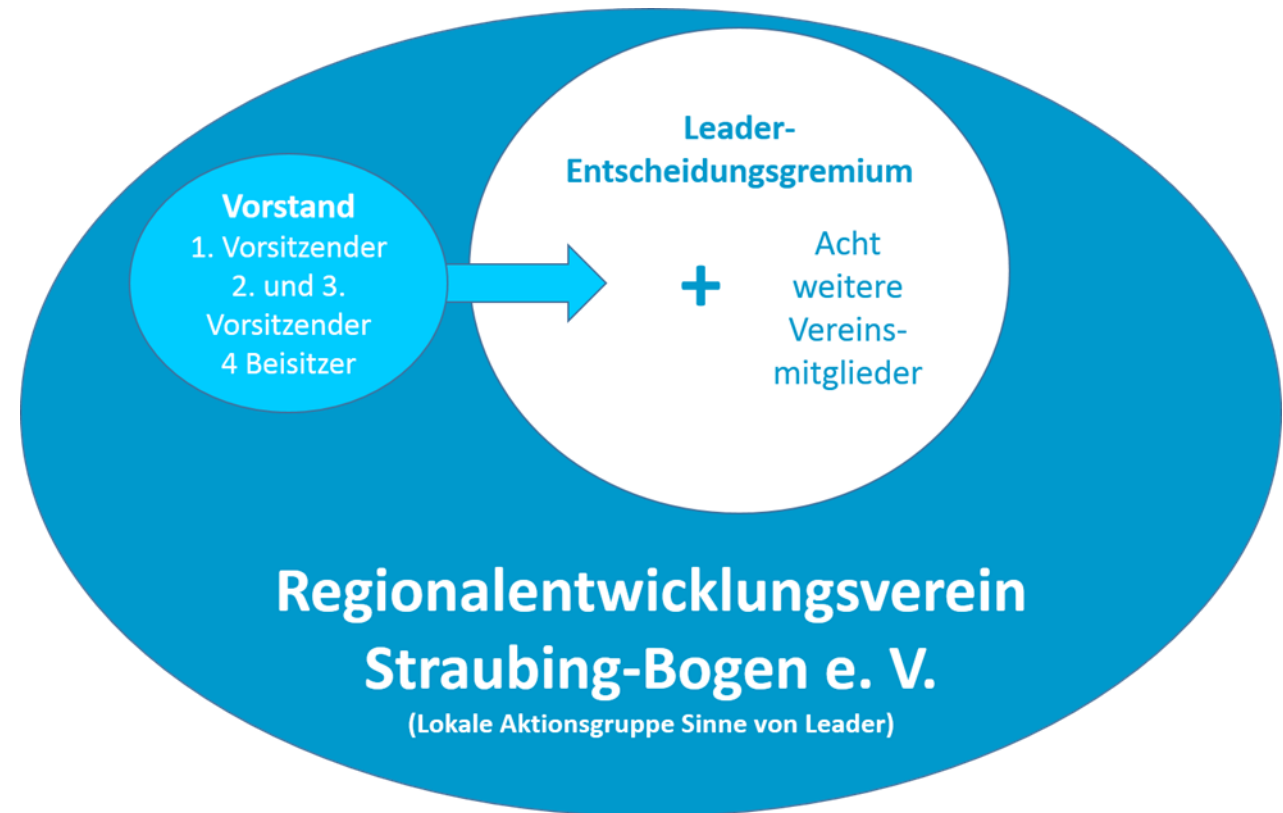 Leader-
Entscheidungsgremium
Vorstand
1. Vorsitzender
2. und 3.
Vorsitzender
4 Beisitzer
+
Acht
weitere
Vereins-
mitglieder
Regionalentwicklungsverein
Straubing-Bogen e. V.
(Lokale Aktionsgruppe Sinne von Leader)